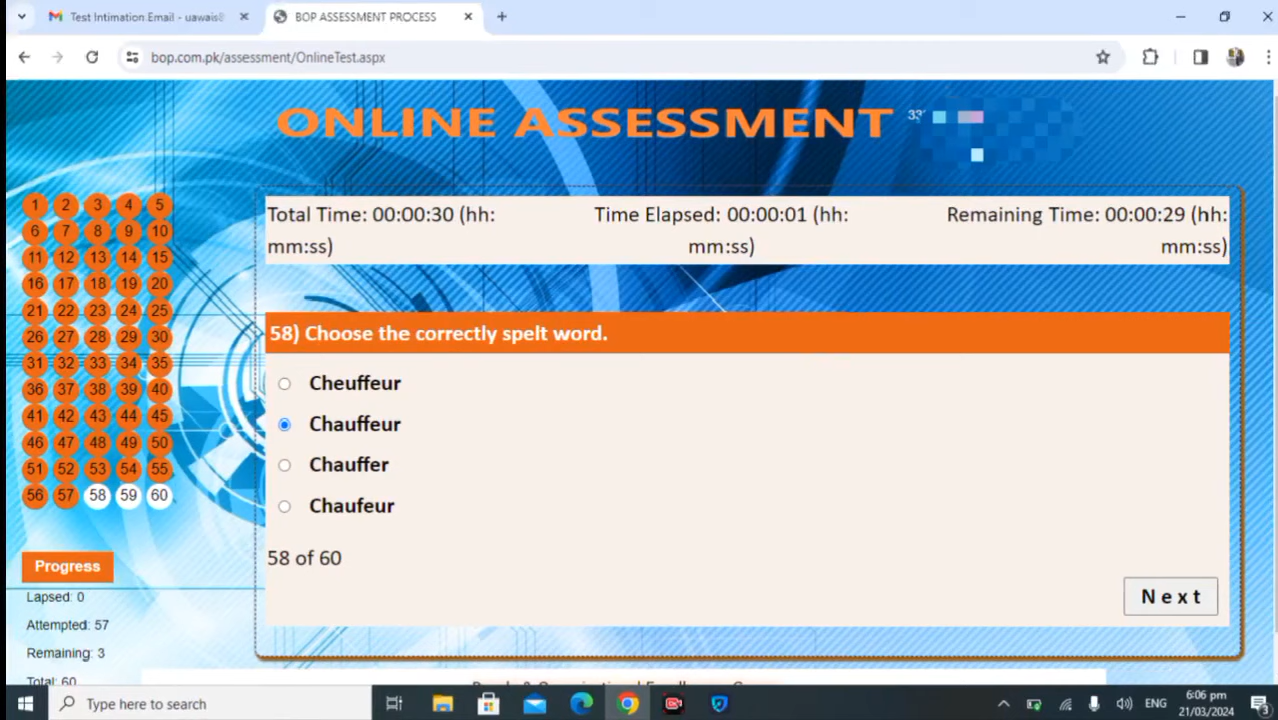 Test Intimation:Email - uawais8
BOP ASSESSMENT PROCESS
bop.com.pk/assessment/OnlineTest.aspx
ONLINE ASSESSMENT
33
Total Time: 00:00:30 (hh:
mm:ss)
Time Elapsed: 00:00:01 (hh:
mm:ss)
Remaining Time: 00:00:29 (hh:
mm:ss)
1 2 3 4 5
6 7 8 9 10
11 12 13 14 15
16 17 18 19 20
21 22 23 24 25
26 27 28 29 30
31 32 33 34 35
36 37 38 39 40
41 42 43 44 45
46 47 48 49 50
51 52 53 54 55
56 57 58 59 60
58) Choose the correctly spelt word.
Cheuffeur
Chauffeur
Chauffer
Chaufeur
58 of 60
Next
Progress
Lapsed: 0
Attempted: 57
Remaining: 3
Total: 60
Type here to search
ENG
6:06 pm
21/03/2024
3